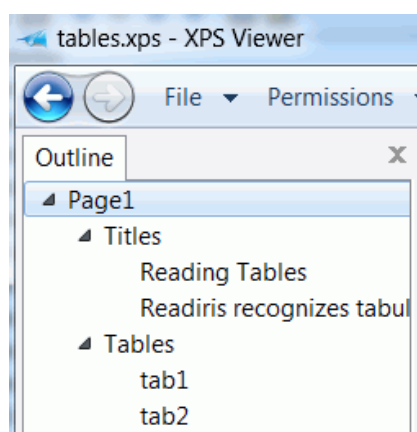 tables.xps - XPS Viewer
File Permissions
Outline X
Page1
Titles
Reading Tables
Readiris recognizes tabul
Tables
tab1
tab2